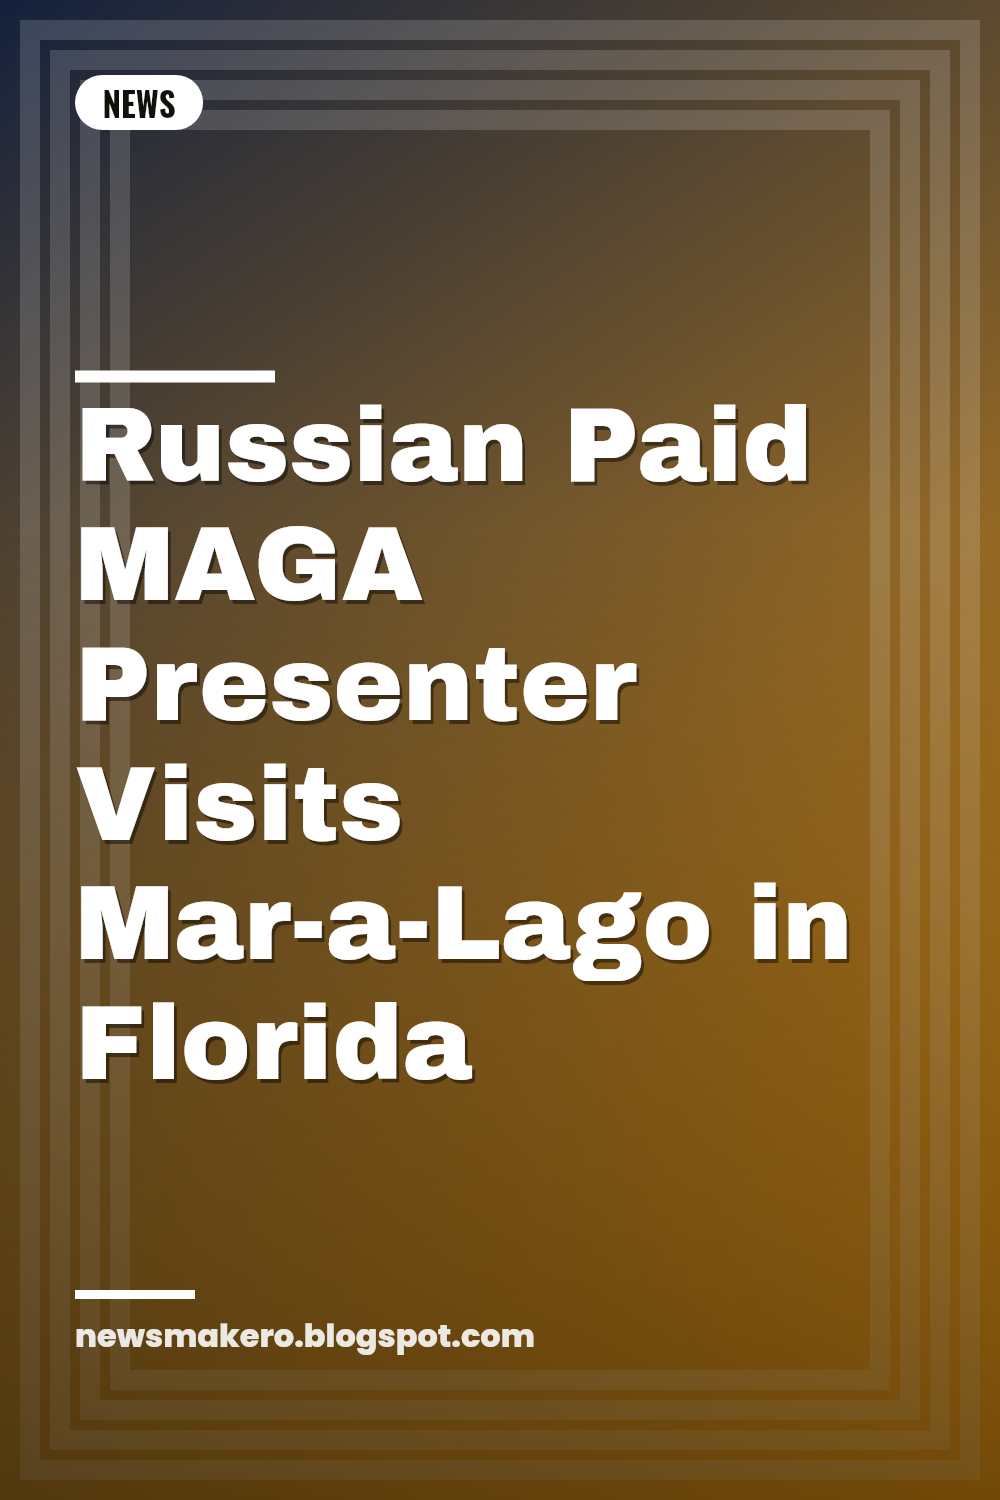 NEWS
Russian Paid
MAGA
Presenter
Visits
Mar-a-Lago in
Florida
newsmakero.blogspot.com